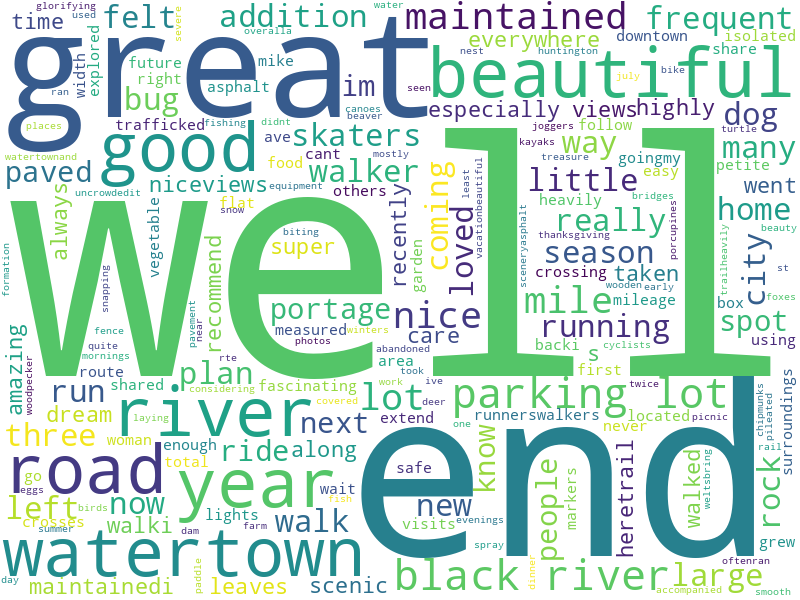 glorifying
time
felt
addition
maintained
frequent
used
water
severe
overalla
great
width
explored
future
mike
everywhere
downtown
isolated
nest
huntington
share
right
asphalt
beautiful
july
bike
ran
bug
im
canoes
seen
especially
views
highly
dog
trafficked
fishing
beaver
didnt
places
good
skaters
ave
joggers
follow
turtle
many
watertownand
cant
food
kayaks
treasure
way
goingmy
mostly
petite
paved
uncrowdedit
niceviews
walker
others
equipment
little
heavily
easy
bridges
went
always
vegetable
flat
snow
super
biting
recently
coming
loved
least
vacationbeautiful
really
thanksgiving
porcupines
trailheavily
home
beauty
well
recommend
garden
season
wooden
early
st
city
formation
snapping
portage
sceneryasphalt
crossing
taken
box
foxes
fence
pavement
near
measured
winters
nice
mile
mileage
spot
amazing
quite
mornings
rte
photos
care
running
cyclists
using
woodpecker
route
abandoned
area
backi
s
first
surroundings
run
shared
plan
considering
fascinating
took
work
ive
deer
parking lot
twice
picnic
chipmunks
pileated
dream
laying
river
covered
lot
extend
runnerswalkers
located
never
three
woman
enough
next
one
rail
road
total
ride
along
end
know
go
eggs
birds
year
safe
new
people
markers
heretrail
walked
weltsbring
rock
left
now
wait
fish
visits
evenings
crosses
summer
walki
lights
walk
grew
farm
dam
spray
watertown
day
paddle
dinner
black river
large
oftenran
maintainedi
leaves
scenic
accompanied
smooth